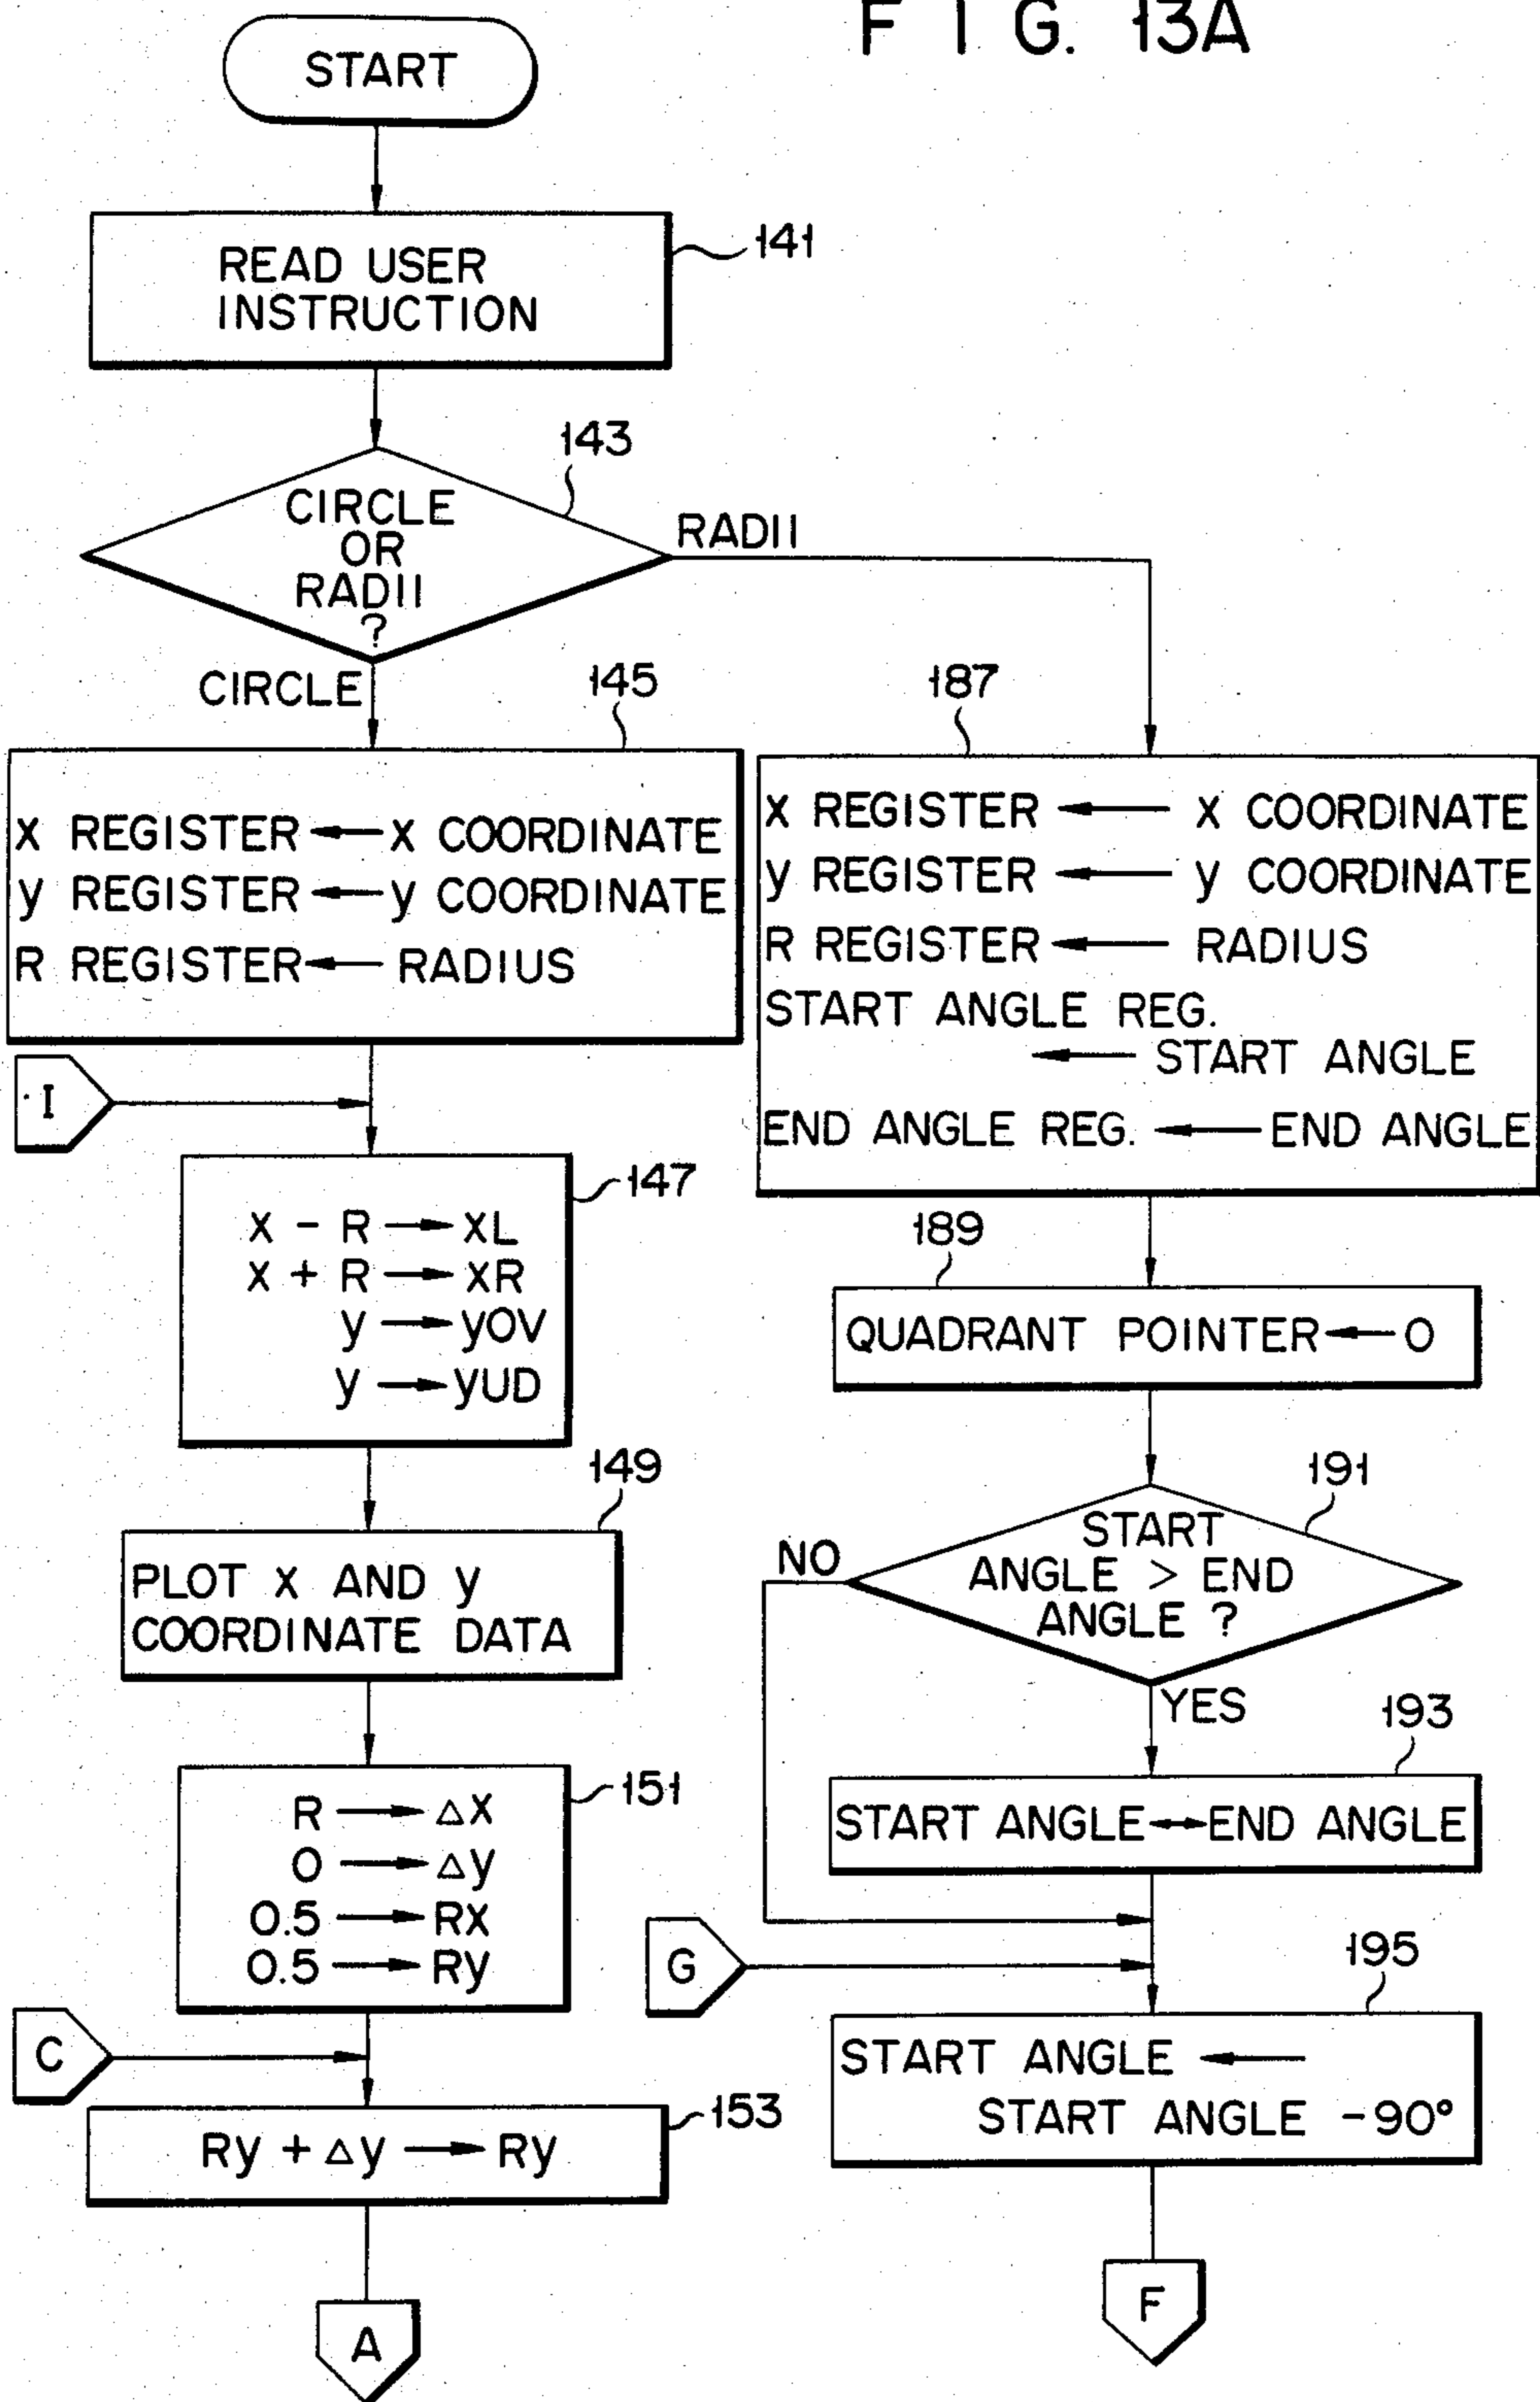 F I G. 13A
START
READ USER
INSTRUCTION
141
143
CIRCLE
OR
RADII
?
RADII
CIRCLE
145
x REGISTER ← x COORDINATE
y REGISTER ← y COORDINATE
R REGISTER ← RADIUS
I
147
x - R → xL
x + R → xR
y → yOV
y → yUD
149
PLOT x AND y
COORDINATE DATA
151
R → △x
0 → △y
0.5 → Rx
0.5 → Ry
C
153
Ry + △y → Ry
A
187
x REGISTER ← x COORDINATE
y REGISTER ← y COORDINATE
R REGISTER ← RADIUS
START ANGLE REG.
← START ANGLE
END ANGLE REG. ← END ANGLE
189
QUADRANT POINTER ← 0
191
START
ANGLE > END
ANGLE ?
NO
YES
193
START ANGLE ↔ END ANGLE
G
195
START ANGLE ←
START ANGLE -90°
F